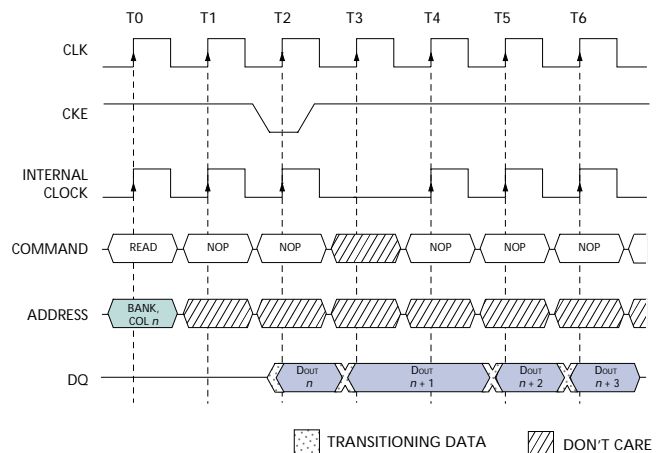 T0 T1 T2 T3 T4 T5 T6
CLK
CKE
INTERNAL
CLOCK
COMMAND READ NOP NOP NOP NOP NOP
ADDRESS BANK,
COL n
DQ DOUT DOUT DOUT DOUT
n n + 1 n + 2 n + 3
TRANSITIONING DATA DON'T CARE